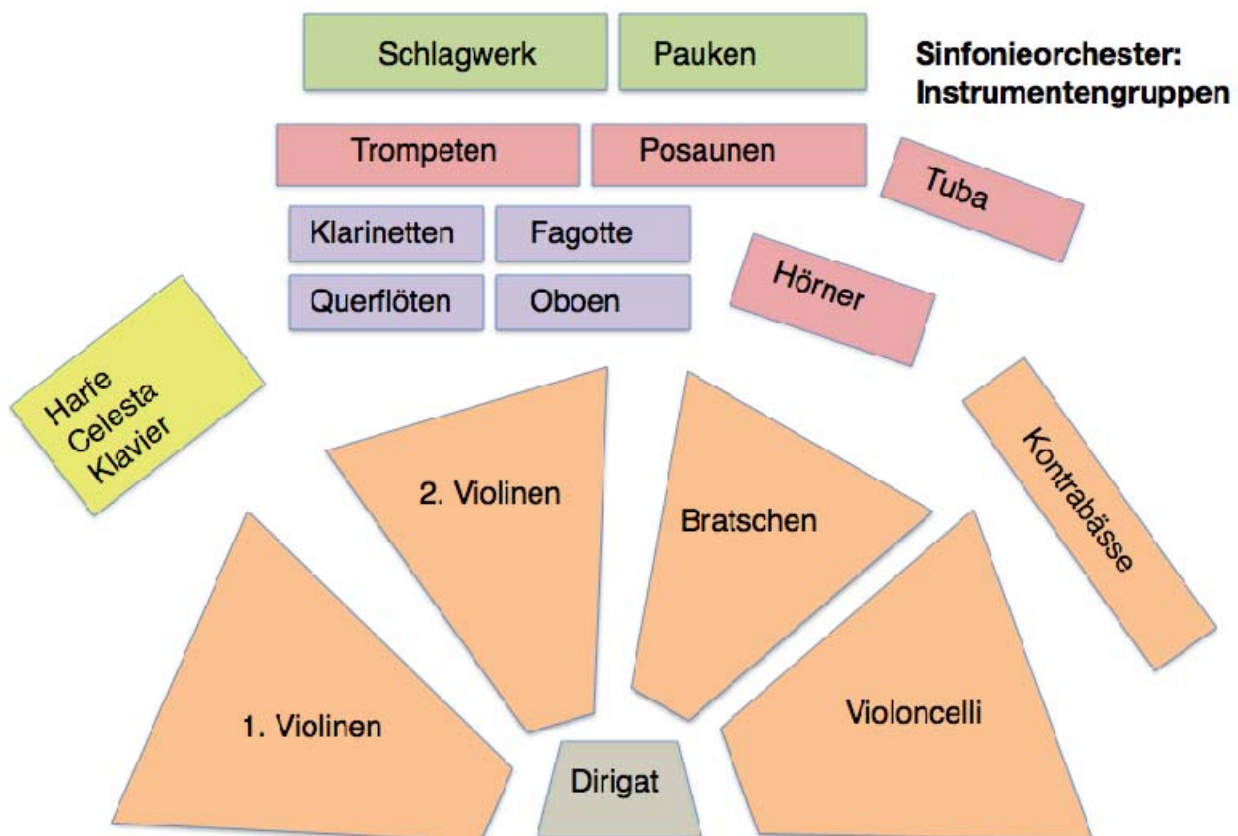 Schlagwerk
Pauken
Sinfonieorchester:
Instrumentengruppen
Trompeten
Posaunen
Tuba
Klarinetten
Fagotte
Hörner
Querflöten
Oboen
Harfe
Celesta
Klavier
2. Violinen
Bratschen
Kontrabässe
1. Violinen
Violoncelli
Dirigat